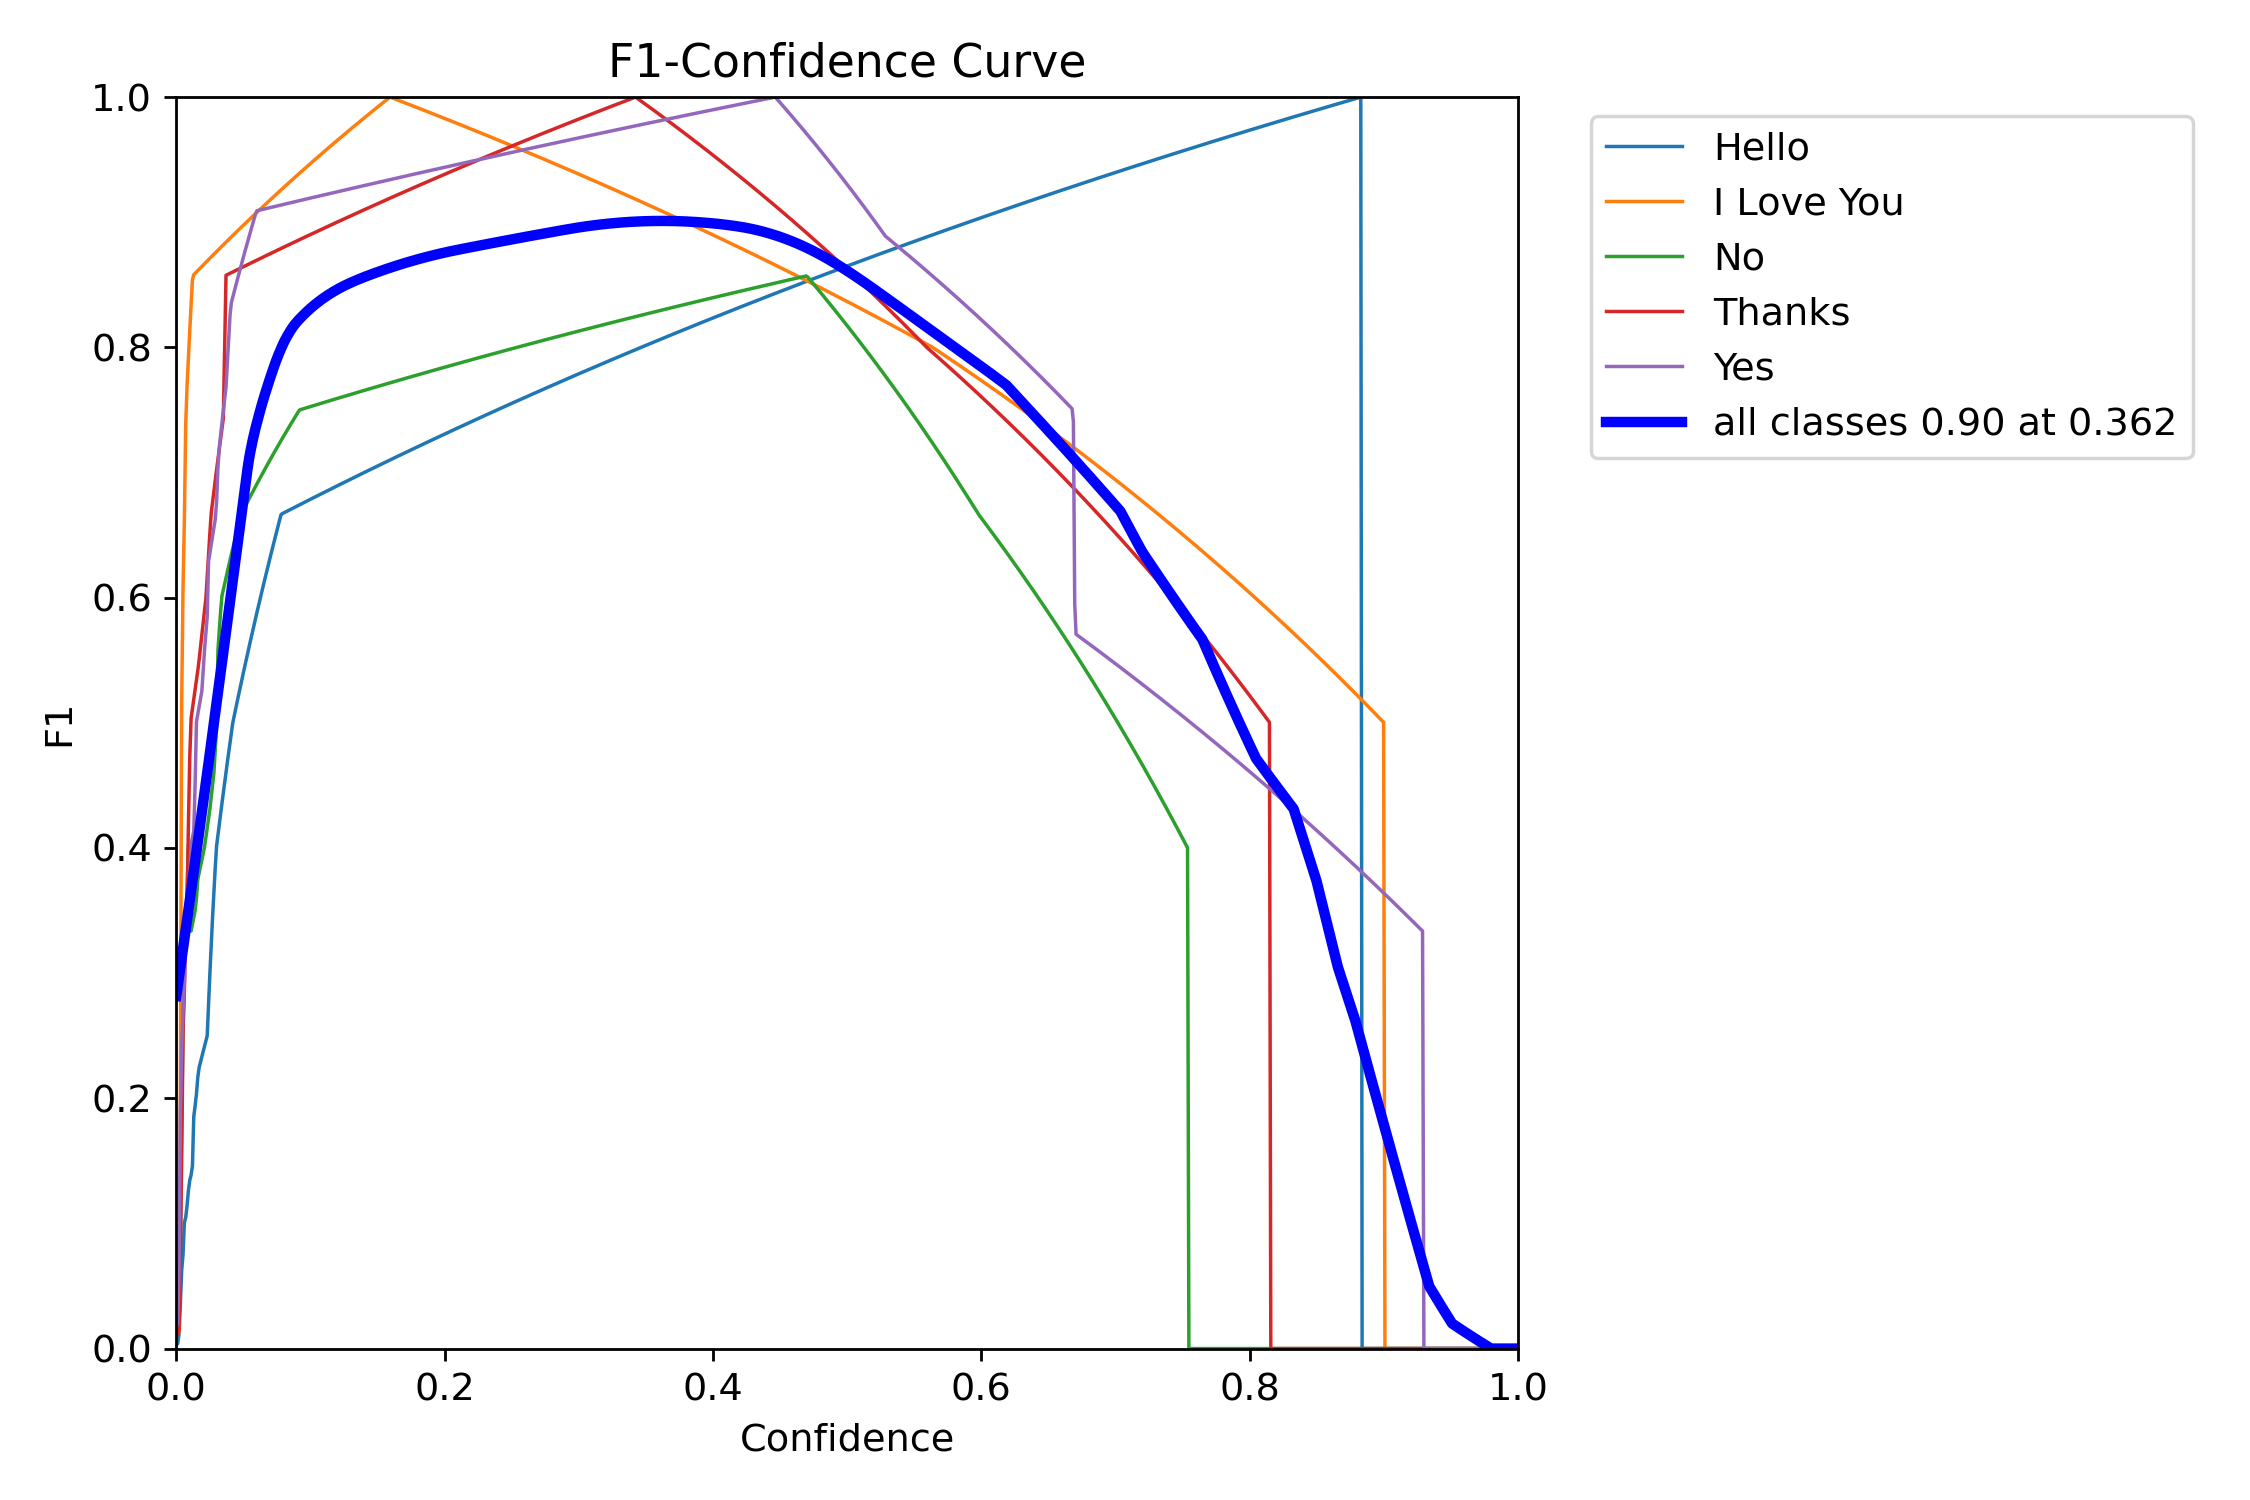 F1-Confidence Curve
1.0
0.8
0.6
0.4
0.2
0.0
F1
0.0 0.2 0.4 0.6 0.8 1.0
Confidence
Hello
I Love You
No
Thanks
Yes
all classes 0.90 at 0.362